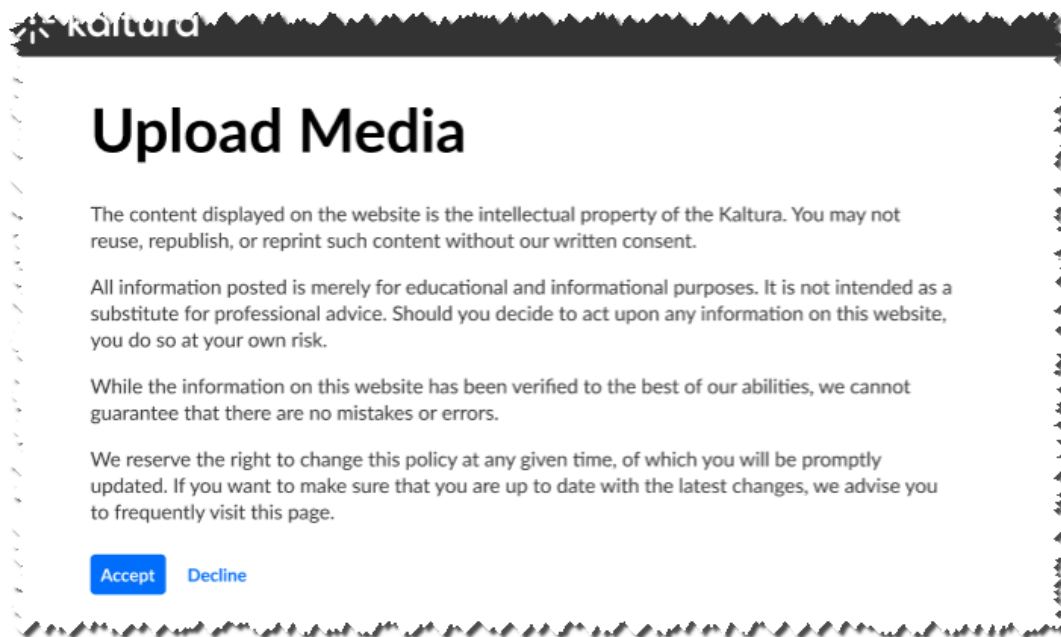 kaltura
Upload Media
The content displayed on the website is the intellectual property of the Kaltura. You may not
reuse, republish, or reprint such content without our written consent.
All information posted is merely for educational and informational purposes. It is not intended as a
substitute for professional advice. Should you decide to act upon any information on this website,
you do so at your own risk.
While the information on this website has been verified to the best of our abilities, we cannot
guarantee that there are no mistakes or errors.
We reserve the right to change this policy at any given time, of which you will be promptly
updated. If you want to make sure that you are up to date with the latest changes, we advise you
to frequently visit this page.
Accept Decline